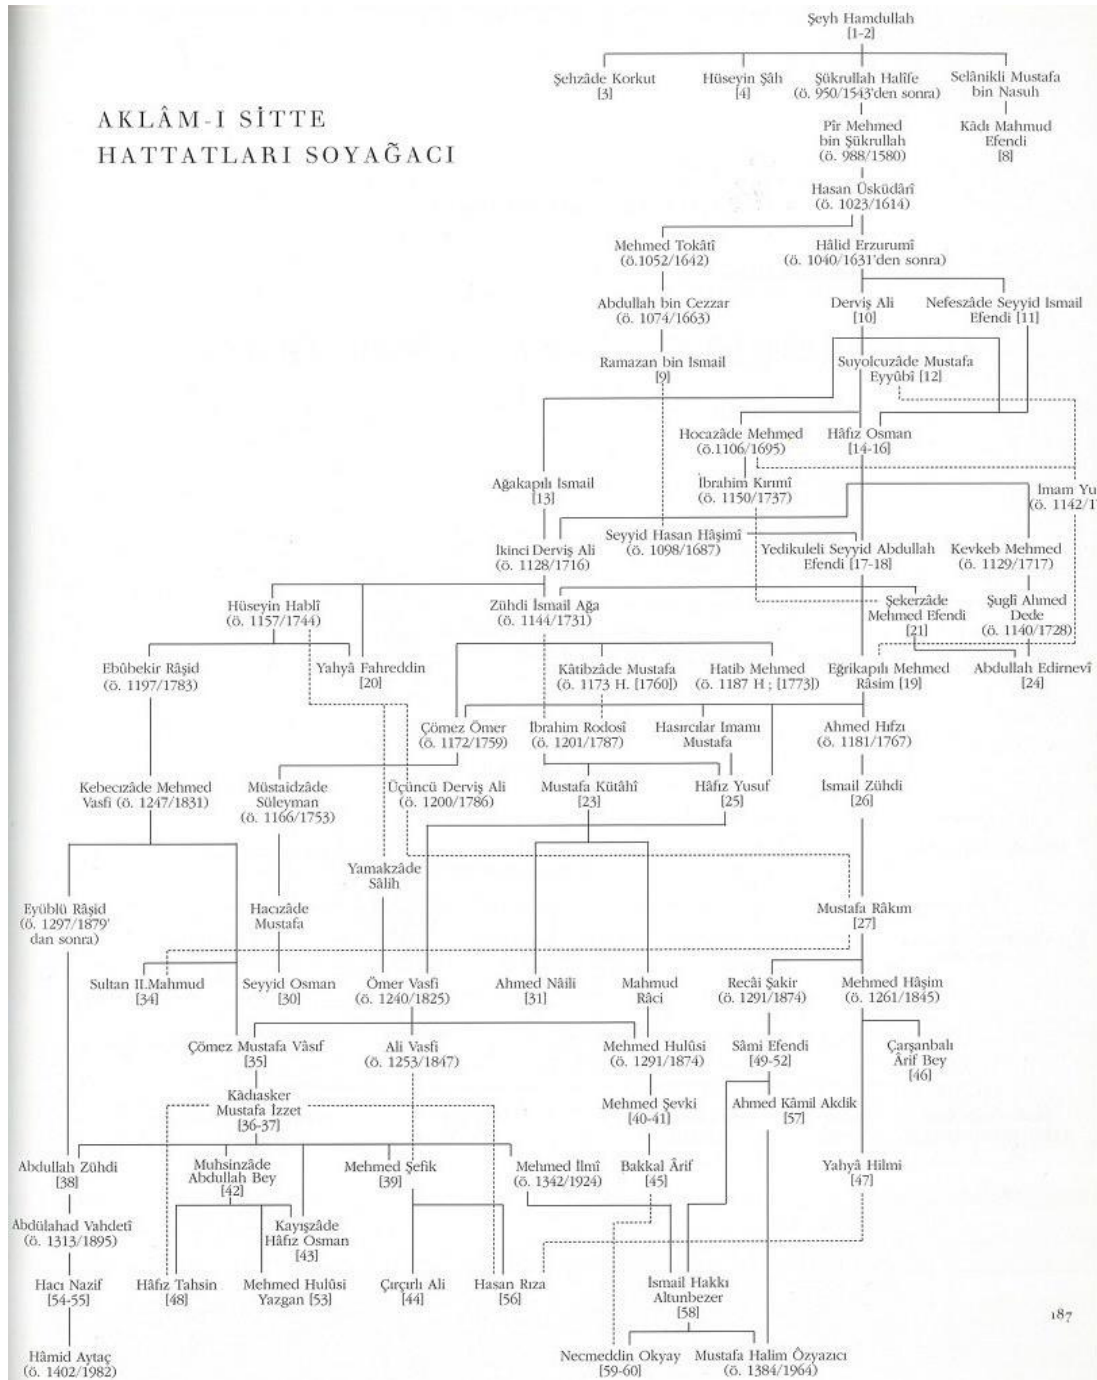 Şeyh Hamdullah
[1-2]
AKLÂM-I SİTTE
HATTATLARI SOYAĞACI
Şehzâde Korkut
[3]
Hüseyin Şâh
[4]
Şükrullah Halîfe
(ö. 950/1543'den sonra)
Selânikli Mustafa
bin Nasuh
Pîr Mehmed
bin Şükrullah
(ö. 988/1580)
Kâdı Mahmud
Efendi
[8]
Hasan Üsküdârî
(ö. 1023/1614)
Mehmed Tokâtî
(ö.1052/1642)
Hâlid Erzurumî
(ö. 1040/1631'den sonra)
Abdullah bin Cezzar
(ö. 1074/1663)
Derviş Ali
[10]
Nefeszâde Seyyid Ismail
Efendi [11]
Ramazan bin Ismail
[9]
Suyolcuzâde Mustafa
Eyyûbî [12]
Hocazâde Mehmed
(ö.1106/1695)
Hâfız Osman
[14-16]
Ağakapılı Ismail
[13]
İbrahim Kırımî
(ö. 1150/1737)
Imam Yu
(ö. 1142/1
Seyyid Hasan Hâşimî
(ö. 1098/1687)
İkinci Derviş Ali
(ö. 1128/1716)
Yedikuleli Seyyid Abdullah
Efendi [17-18]
Kevkeb Mehmed
(ö. 1129/1717)
Hüseyin Hablî
(ö. 1157/1744)
Zühdi İsmail Ağa
(ö. 1144/1731)
Şekerzâde
Mehmed Efendi
[21]
Şuglî Ahmed
Dede
(ö. 1140/1728)
Ebûbekir Râşid
(ö. 1197/1783)
Yahyâ Fahreddin
[20]
Kâtibzâde Mustafa
(ö. 1173 H. [1760])
Hatib Mehmed
(ö. 1187 H ; [1773])
Eğrikapılı Mehmed
Râsim [19]
Abdullah Edirnevî
[24]
Çömez Ömer
(ö. 1172/1759)
İbrahim Rodosî
(ö. 1201/1787)
Hasırcılar Imamı
Mustafa
Ahmed Hıfzı
(ö. 1181/1767)
Kebecızâde Mehmed
Vasfi (ö. 1247/1831)
Müstaidzâde
Süleyman
(ö. 1166/1753)
Üçüncü Derviş Ali
(ö. 1200/1786)
Mustafa Kütâhî
[23]
Hâfız Yusuf
[25]
İsmail Zühdi
[26]
Yamakzâde
Sâlih
Eyüblü Râşid
(ö. 1297/1879'
dan sonra)
Hacızâde
Mustafa
Mustafa Râkım
[27]
Sultan II.Mahmud
[34]
Seyyid Osman
[30]
Ömer Vasfi
(ö. 1240/1825)
Ahmed Nâili
[31]
Mahmud
Râci
Recâi Şakir
(ö. 1291/1874)
Mehmed Hâşim
(ö. 1261/1845)
Çömez Mustafa Vâsıf
[35]
Ali Vasfi
(ö. 1253/1847)
Mehmed Hulûsi
(ö. 1291/1874)
Sâmi Efendi
[49-52]
Çarşanbalı
Ârif Bey
[46]
Kâdıasker
Mustafa İzzet
[36-37]
Mehmed Şevki
[40-41]
Ahmed Kâmil Akdik
[57]
Abdullah Zühdi
[38]
Muhsinzâde
Abdullah Bey
[42]
Mehmed Şefik
[39]
Mehmed İlmî
(ö. 1342/1924)
Bakkal Ârif
[45]
Yahyâ Hilmi
[47]
Abdülahad Vahdetî
(ö. 1313/1895)
Kayışzâde
Hâfız Osman
[43]
Hacı Nazif
[54-55]
Hâfız Tahsin
[48]
Mehmed Hulûsi
Yazgan [53]
Çırçırlı Ali
[44]
Hasan Rıza
[56]
İsmail Hakkı
Altunbezer
[58]
187
Hâmid Aytaç
(ö. 1402/1982)
Necmeddin Okyay
[59-60]
Mustafa Halim Özyazıcı
(ö. 1384/1964)